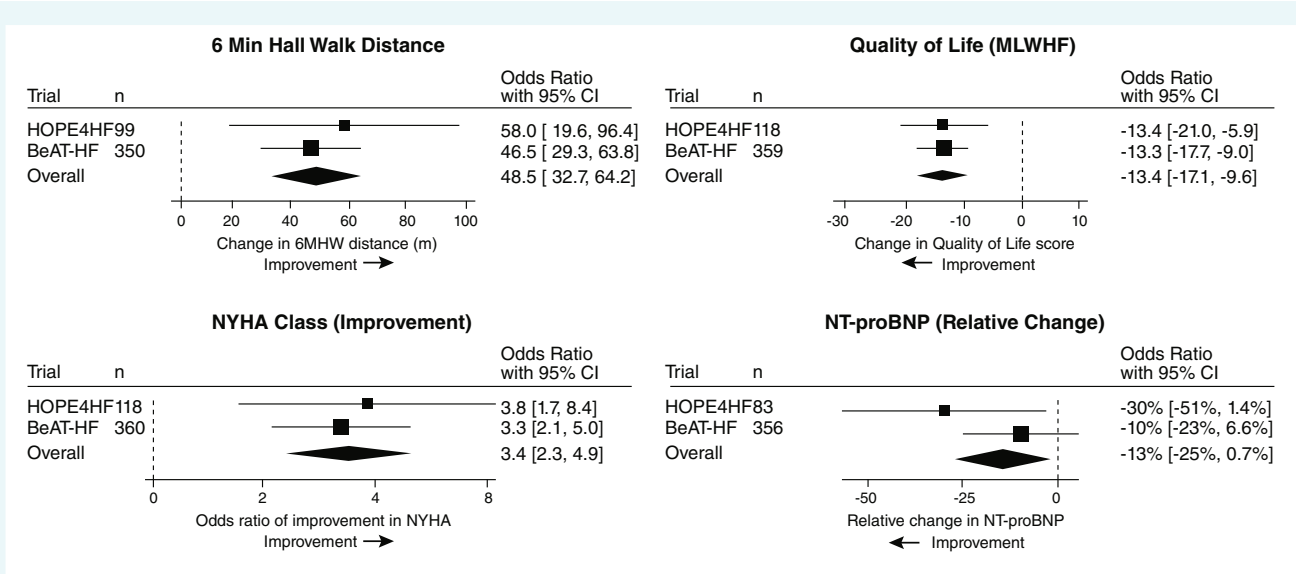 6 Min Hall Walk Distance
Trial n Odds Ratio with 95% CI
HOPE4HF 99 58.0 [ 19.6, 96.4]
BeAT-HF 350 46.5 [ 29.3, 63.8]
Overall 48.5 [ 32.7, 64.2]
0 20 40 60 80 100
Change in 6MHW distance (m)
Improvement
Quality of Life (MLWHF)
Trial n Odds Ratio with 95% CI
HOPE4HF 118 -13.4 [-21.0, -5.9]
BeAT-HF 359 -13.3 [-17.7, -9.0]
Overall -13.4 [-17.1, -9.6]
-30 -20 -10 0 10
Change in Quality of Life score
Improvement
NYHA Class (Improvement)
Trial n Odds Ratio with 95% CI
HOPE4HF 118 3.8 [1.7, 8.4]
BeAT-HF 360 3.3 [2.1, 5.0]
Overall 3.4 [2.3, 4.9]
0 2 4 8
Odds ratio of improvement in NYHA
Improvement
NT-proBNP (Relative Change)
Trial n Odds Ratio with 95% CI
HOPE4HF 83 -30% [-51%, 1.4%]
BeAT-HF 356 -10% [-23%, 6.6%]
Overall -13% [-25%, 0.7%]
-50 -25 0
Relative change in NT-proBNP
Improvement